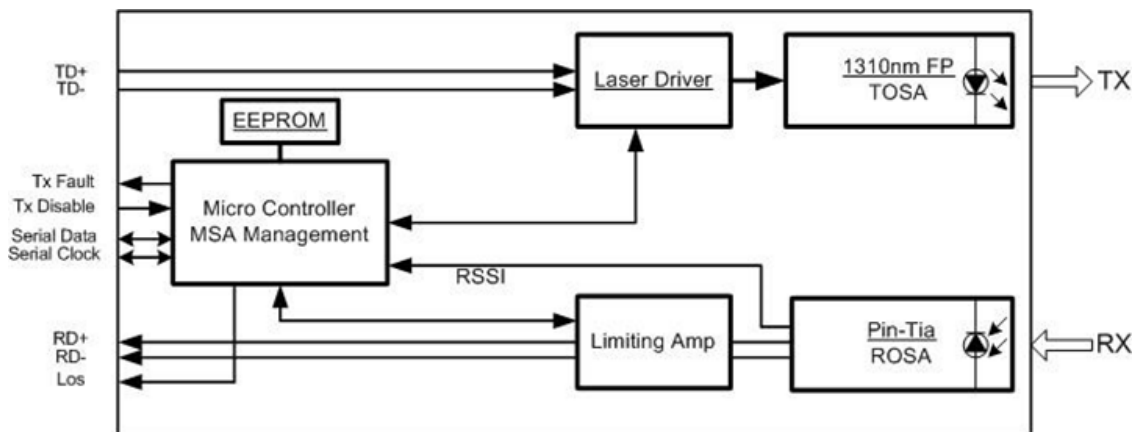 TD+
TD-
Laser Driver
1310nm FP
TOSA
TX
EEPROM
Tx Fault
Tx Disable
Serial Data
Serial Clock
Micro Controller
MSA Management
RSSI
RD+
RD-
Los
Limiting Amp
Pin-Tia
ROSA
RX